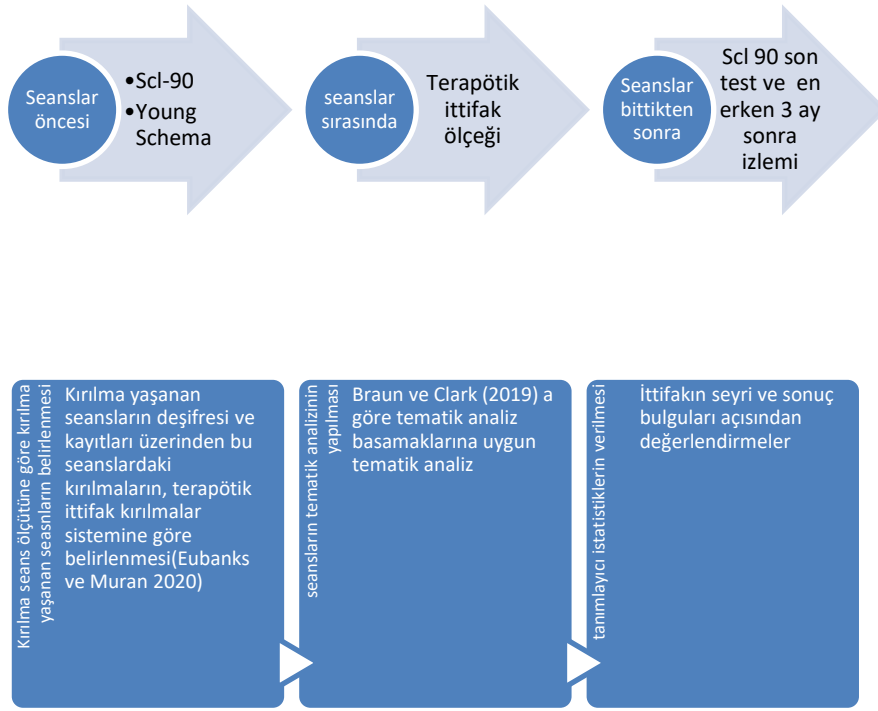 Seanslar
öncesi
•Scl-90
•Young
Schema
seanslar
sırasında
Terapötik
ittifak
ölçeği
Seanslar
bittikten
sonra
Scl 90 son
test ve en
erken 3 ay
sonra
izlemi
Kırılma seans ölçütüne göre kırılma
yaşanan seasnların belirlenmesi
Kırılma yaşanan
seansların deşifresi ve
kayıtları üzerinden bu
seanslardaki
kırılmaların, terapötik
ittifak kırılmalar
sistemine göre
belirlenmesi(Eubanks
ve Muran 2020)
seansların tematik analizinin
yapılması
Braun ve Clark (2019) a
göre tematik analiz
basamaklarına uygun
tematik analiz
tanımlayıcı istatistiklerin verilmesi
İttifakın seyri ve sonuç
bulguları açısından
değerlendirmeler